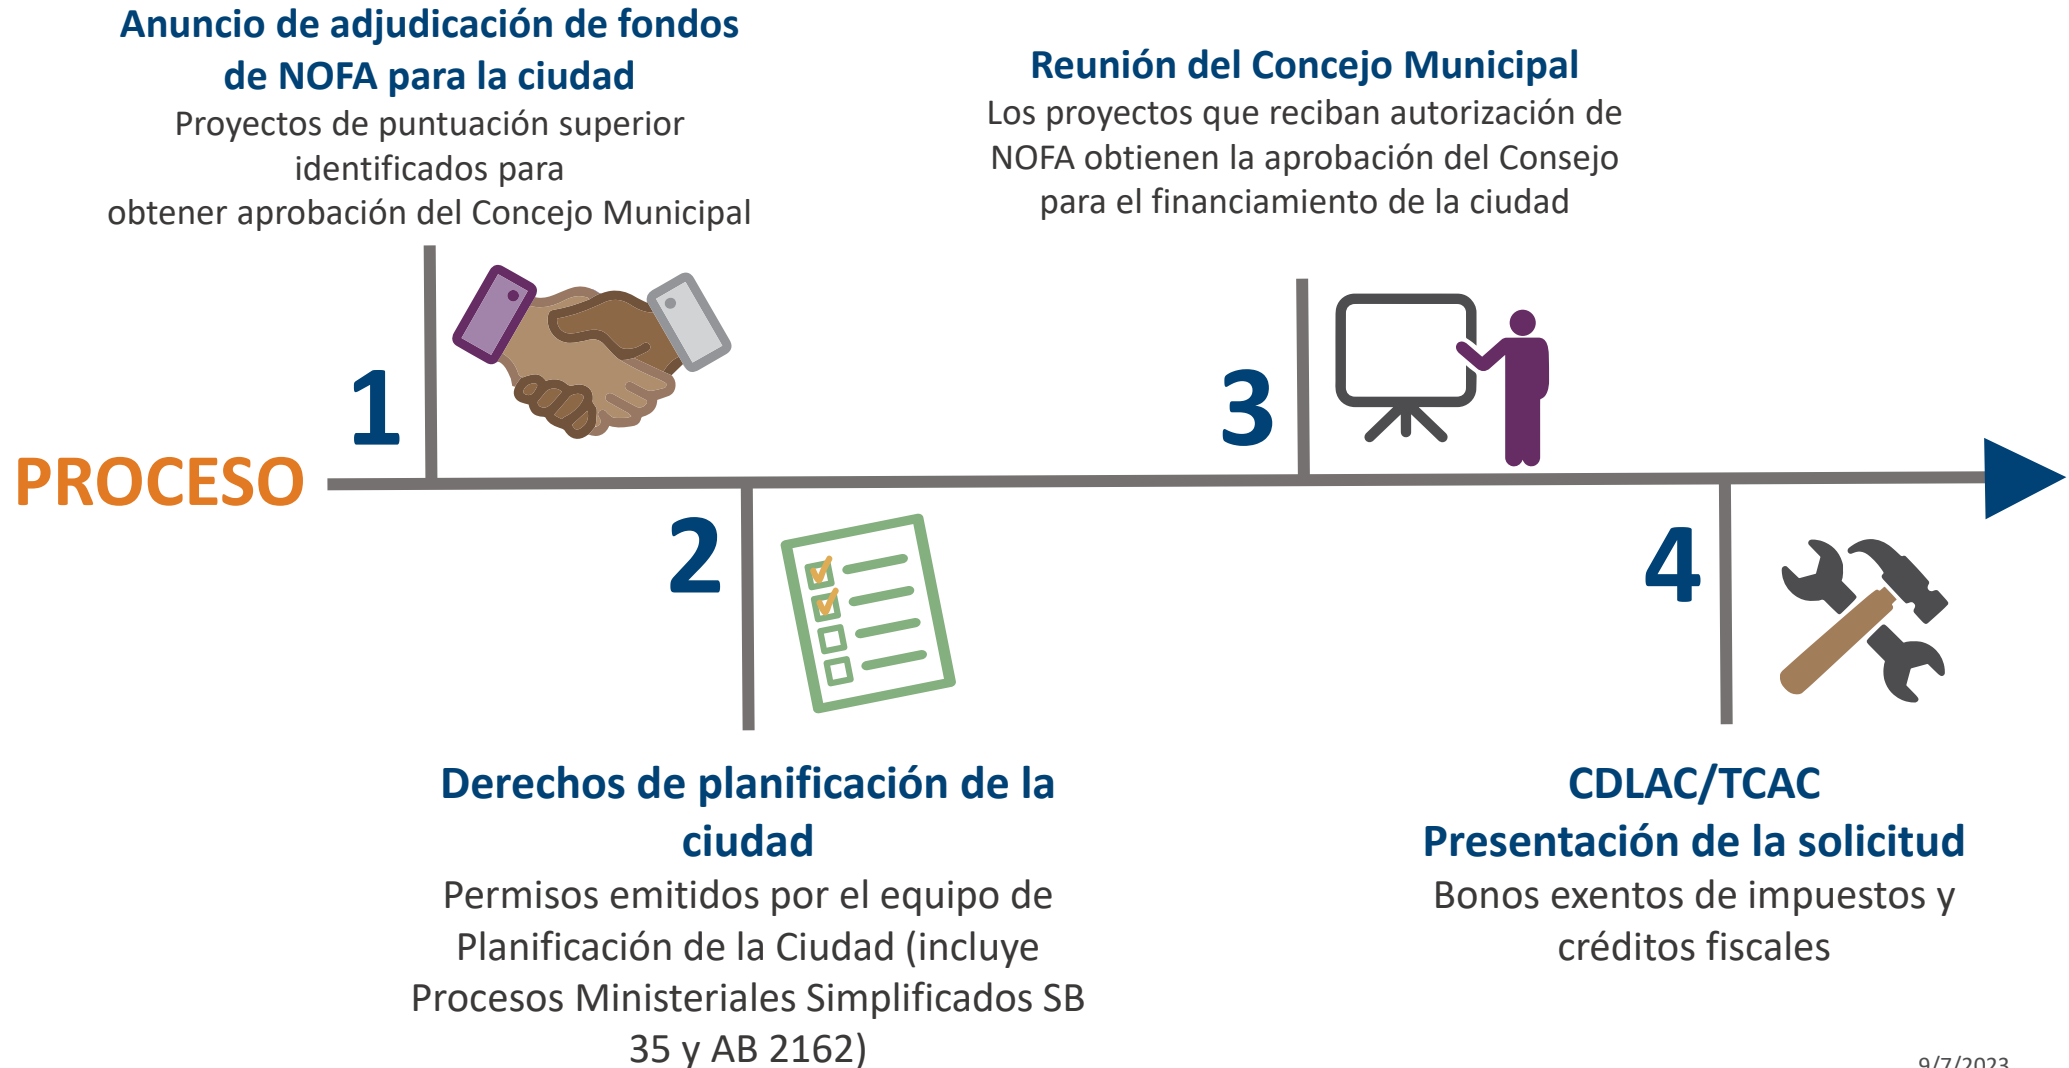 Anuncio de adjudicación de fondos
de NOFA para la ciudad
Proyectos de puntuación superior
identificados para
obtener aprobación del Concejo Municipal
Reunión del Concejo Municipal
Los proyectos que reciban autorización de
NOFA obtienen la aprobación del Consejo
para el financiamiento de la ciudad
1
3
PROCESO
2
4
Derechos de planificación de la
ciudad
Permisos emitidos por el equipo de
Planificación de la Ciudad (incluye
Procesos Ministeriales Simplificados SB
35 y AB 2162)
CDLAC/TCAC
Presentación de la solicitud
Bonos exentos de impuestos y
créditos fiscales
9/7/2023